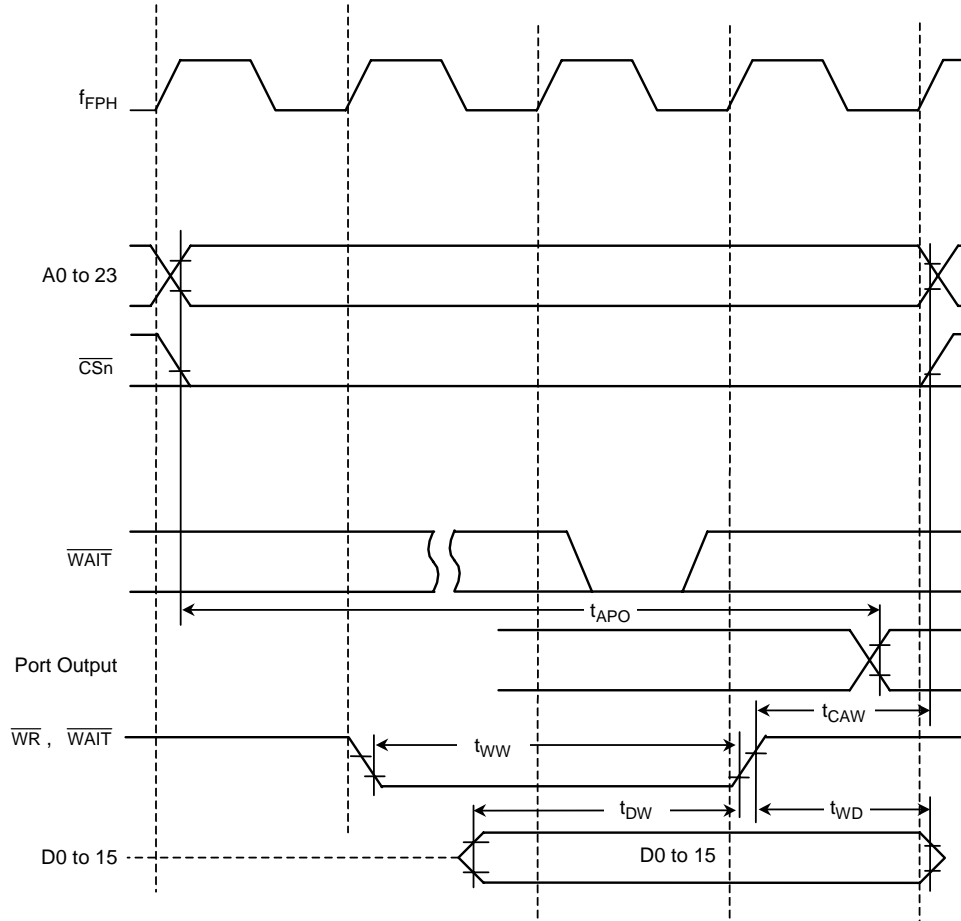 fFPH
A0 to 23
CSn
WAIT
tAPO
Port Output
tCAW
WR , WAIT
tWW
tDW
tWD
D0 to 15
D0 to 15